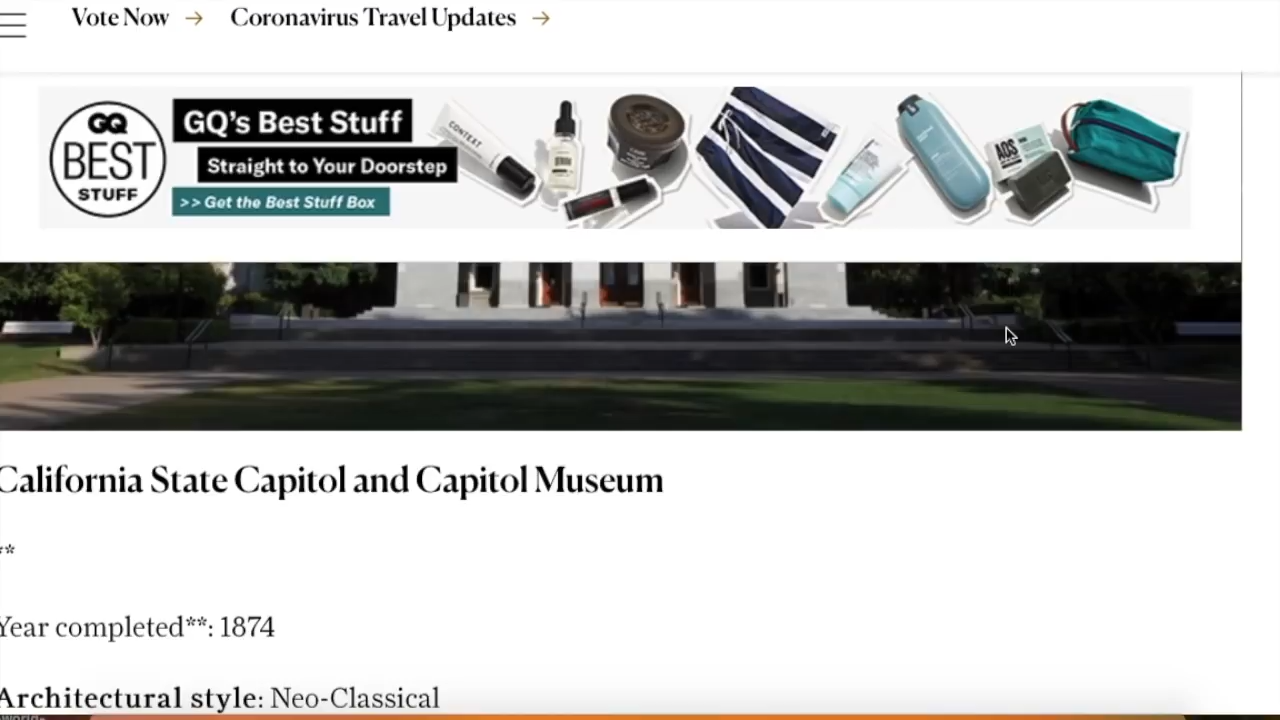 Vote Now → Coronavirus Travel Updates →
GQ
BEST
STUFF
GQ's Best Stuff
Straight to Your Doorstep
>> Get the Best Stuff Box
CONTEXT
California State Capitol and Capitol Museum
**
Year completed**: 1874
Architectural style: Neo-Classical